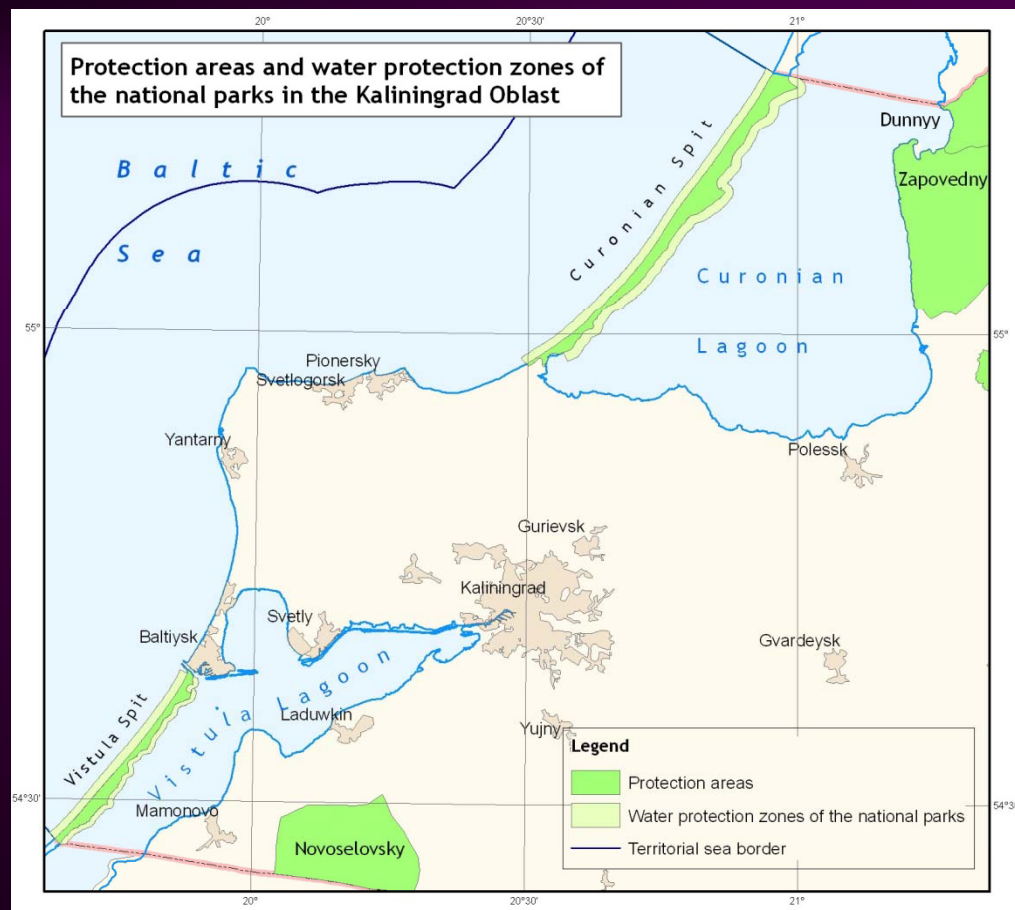 Protection areas and water protection zones of
the national parks in the Kaliningrad Oblast
20°
20°30'
21°
Baltic
Sea
Curonian Spit
Dunnyy
Zapovedny
Curonian
Lagoon
55°
55°
Pionersky
Svetlogorsk
Yantarny
Polessk
Gurievsk
Kaliningrad
Svetly
Baltiysk
Gvardeysk
Vistula Lagoon
Laduwkin
Yujny
Vistula Spit
Legend
Protection areas
Water protection zones of the national parks
Territorial sea border
54°30'
54°30'
Mamonovo
Novoselovsky
20°
20°30'
21°